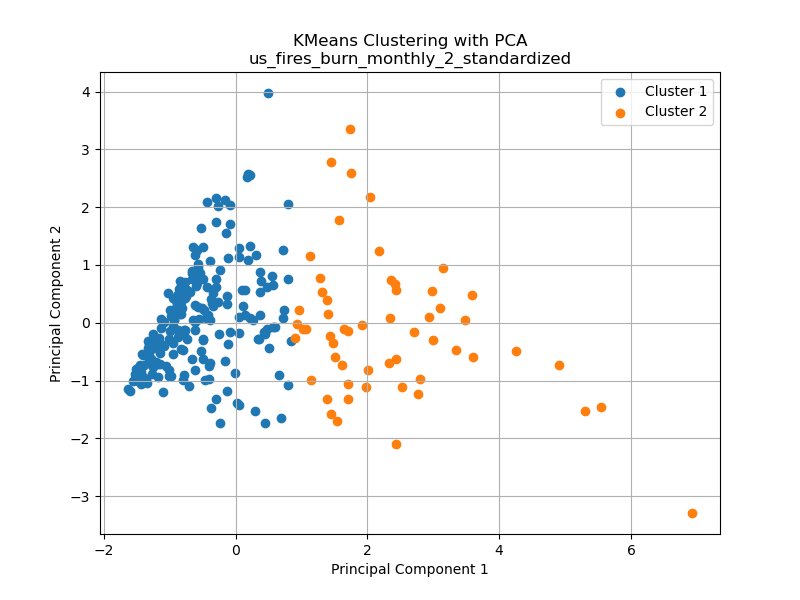 KMeans Clustering with PCA
us_fires_burn_monthly_2_standardized
Cluster 1
Cluster 2
4
3
2
1
0
−1
−2
−3
Principal Component 2
−2
0
2
4
6
Principal Component 1